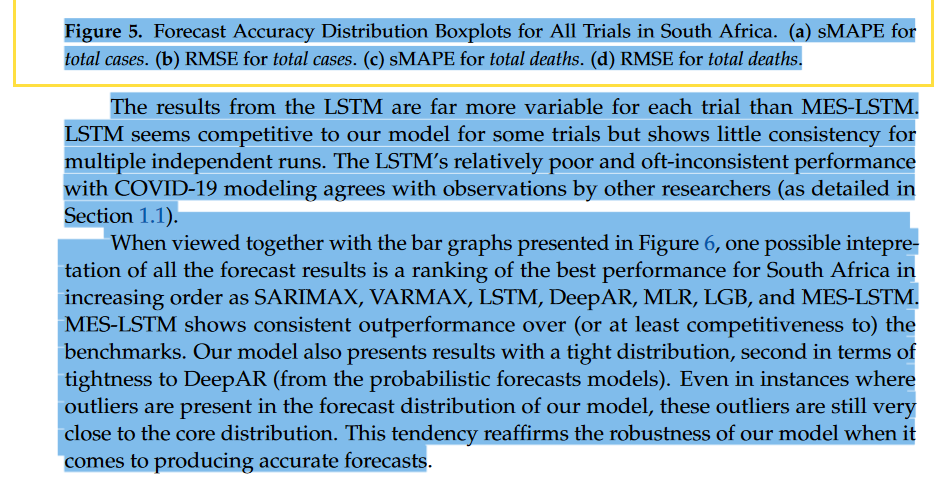 Figure 5. Forecast Accuracy Distribution Boxplots for All Trials in South Africa. (a) sMAPE for
total cases. (b) RMSE for total cases. (c) sMAPE for total deaths. (d) RMSE for total deaths.
The results from the LSTM are far more variable for each trial than MES-LSTM.
LSTM seems competitive to our model for some trials but shows little consistency for
multiple independent runs. The LSTM's relatively poor and oft-inconsistent performance
with COVID-19 modeling agrees with observations by other researchers (as detailed in
Section 1.1).
When viewed together with the bar graphs presented in Figure 6, one possible intepre-
tation of all the forecast results is a ranking of the best performance for South Africa in
increasing order as SARIMAX, VARMAX, LSTM, DeepAR, MLR, LGB, and MES-LSTM.
MES-LSTM shows consistent outperformance over (or at least competitiveness to) the
benchmarks. Our model also presents results with a tight distribution, second in terms of
tightness to DeepAR (from the probabilistic forecasts models). Even in instances where
outliers are present in the forecast distribution of our model, these outliers are still very
close to the core distribution. This tendency reaffirms the robustness of our model when it
comes to producing accurate forecasts.